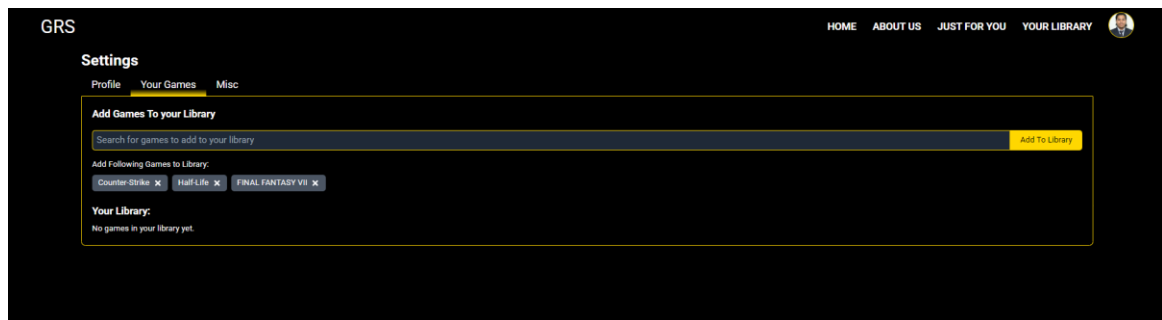 GRS HOME ABOUT US JUST FOR YOU YOUR LIBRARY
Settings
Profile Your Games Misc
Add Games To your Library
Search for games to add to your library Add To Library
Add Following Games to Library:
Counter-Strike × Half-Life × FINAL FANTASY VII ×
Your Library:
No games in your library yet.